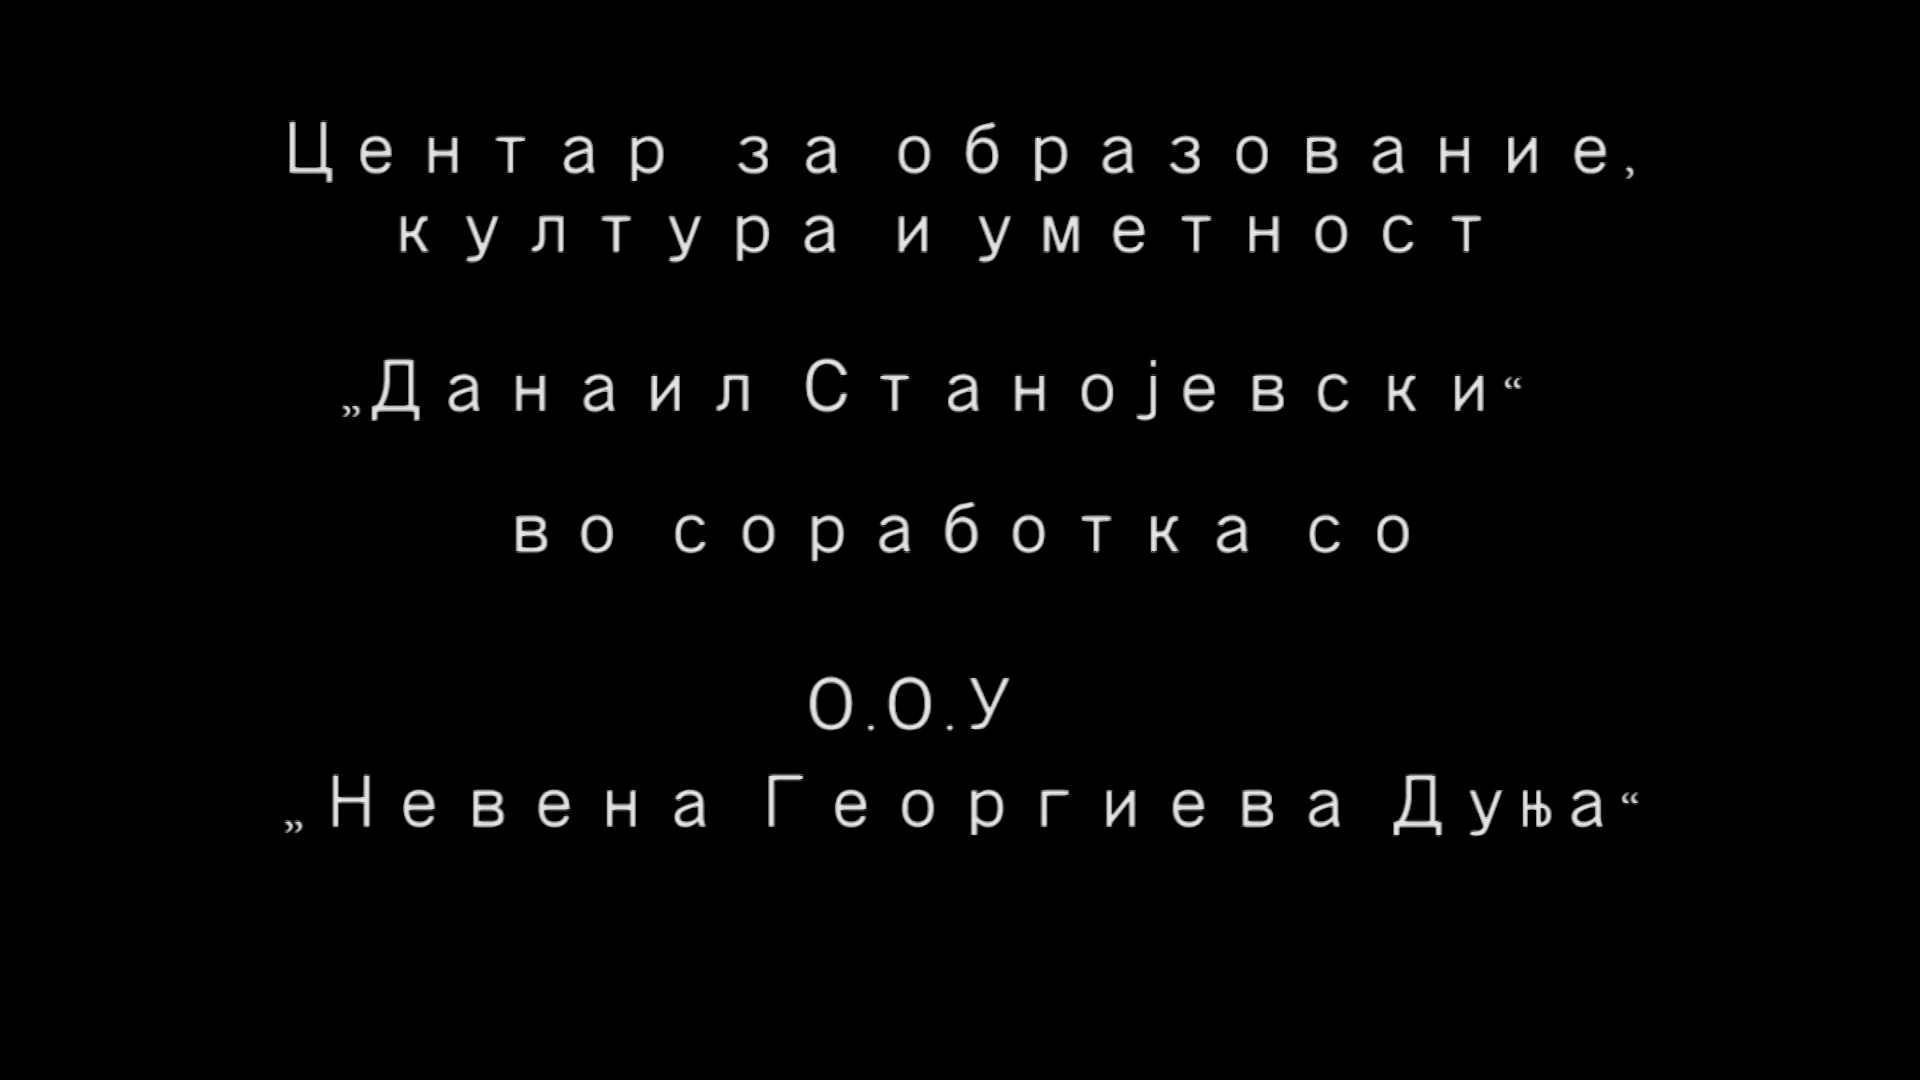 Центар за образование,
култура и уметност
„Данаил Станојевски“
во соработка со
О.О.У
„Невена Георгиева Дуња“